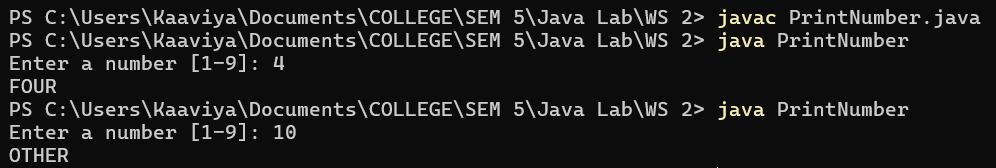 PS C:\Users\Kaaviya\Documents\COLLEGE\SEM 5\Java Lab\WS 2> javac PrintNumber.java
PS C:\Users\Kaaviya\Documents\COLLEGE\SEM 5\Java Lab\WS 2> java PrintNumber
Enter a number [1-9]: 4
FOUR
PS C:\Users\Kaaviya\Documents\COLLEGE\SEM 5\Java Lab\WS 2> java PrintNumber
Enter a number [1-9]: 10
OTHER